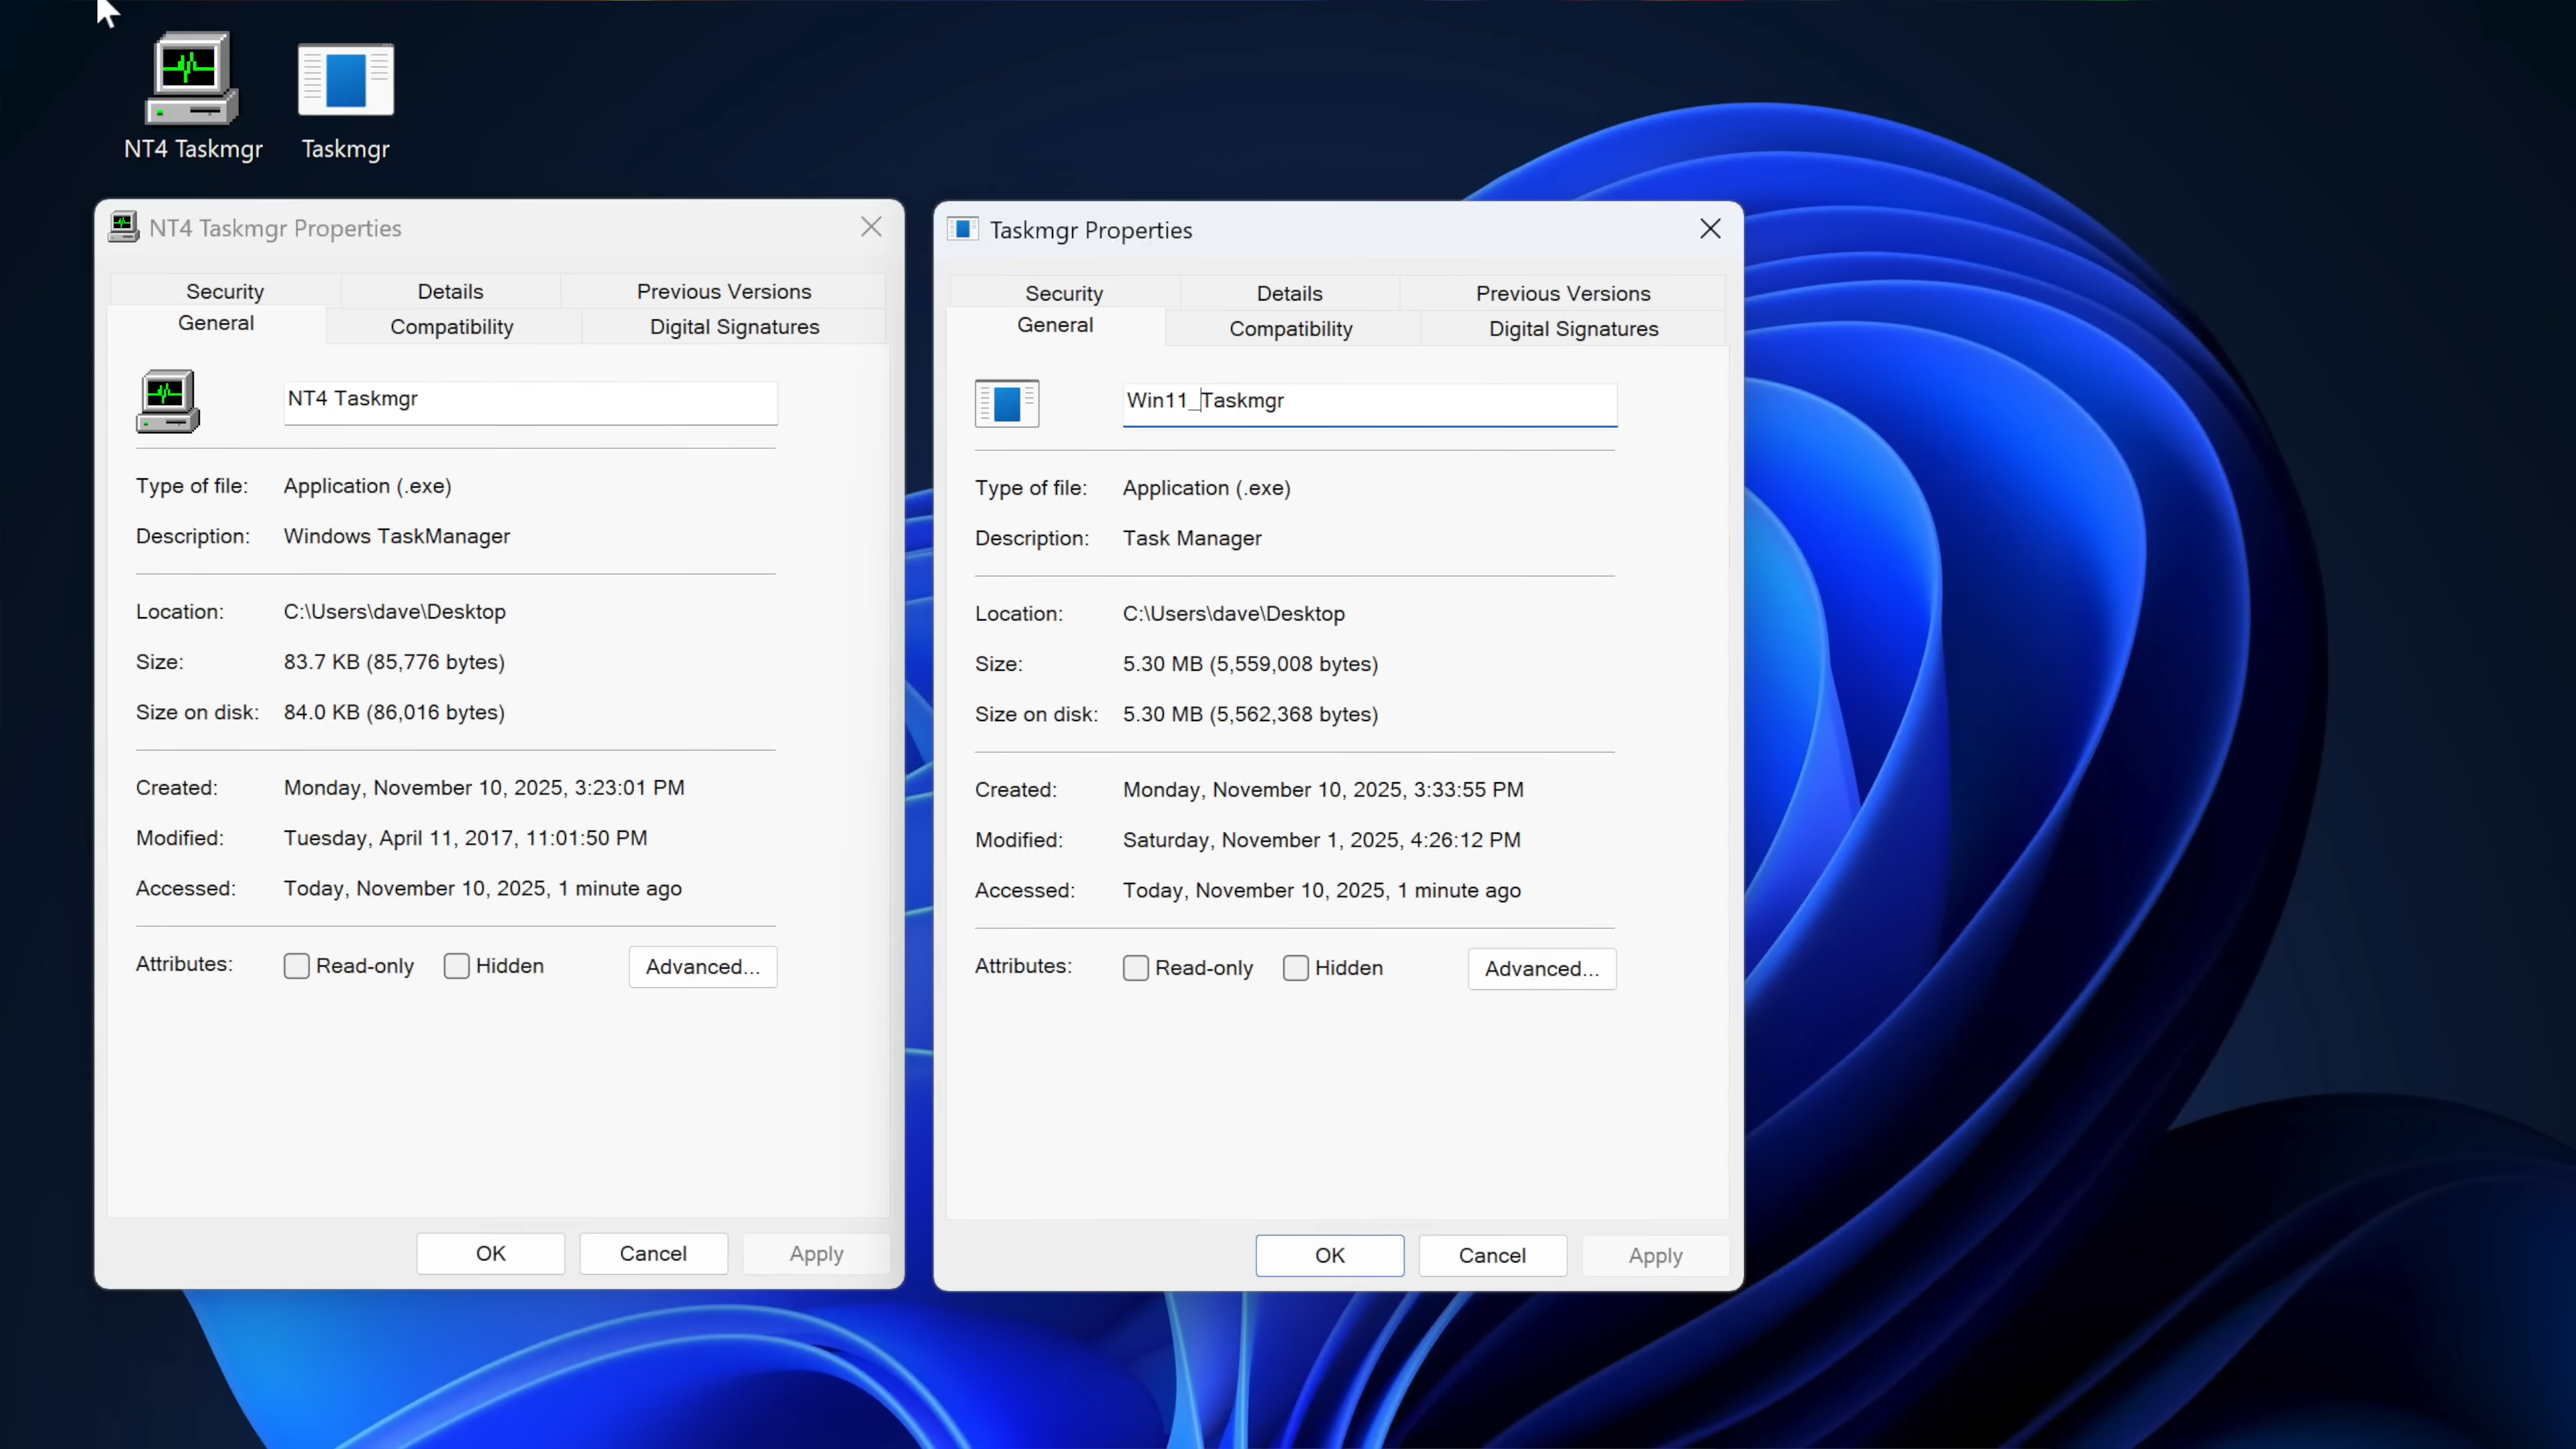 NT4 Taskmgr
Taskmgr
NT4 Taskmgr Properties
Security Details Previous Versions
General Compatibility Digital Signatures
NT4 Taskmgr
Type of file: Application (.exe)
Description: Windows TaskManager
Location: C:\Users\dave\Desktop
Size: 83.7 KB (85,776 bytes)
Size on disk: 84.0 KB (86,016 bytes)
Created: Monday, November 10, 2025, 3:23:01 PM
Modified: Tuesday, April 11, 2017, 11:01:50 PM
Accessed: Today, November 10, 2025, 1 minute ago
Attributes: Read-only Hidden Advanced...
OK Cancel Apply
Taskmgr Properties
Security Details Previous Versions
General Compatibility Digital Signatures
Win11_Taskmgr
Type of file: Application (.exe)
Description: Task Manager
Location: C:\Users\dave\Desktop
Size: 5.30 MB (5,559,008 bytes)
Size on disk: 5.30 MB (5,562,368 bytes)
Created: Monday, November 10, 2025, 3:33:55 PM
Modified: Saturday, November 1, 2025, 4:26:12 PM
Accessed: Today, November 10, 2025, 1 minute ago
Attributes: Read-only Hidden Advanced...
OK Cancel Apply